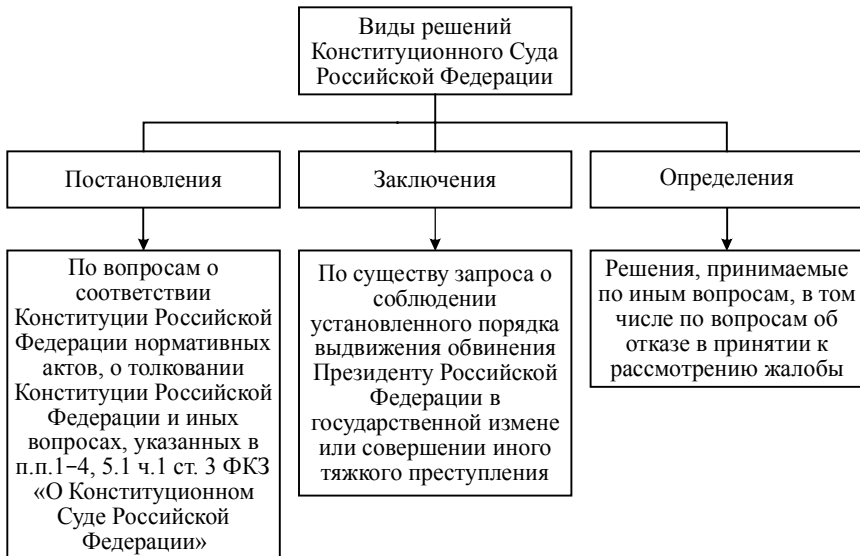 Виды решений
Конституционного Суда
Российской Федерации
Постановления
Заключения
Определения
По вопросам о
соответствии
Конституции Российской
Федерации нормативных
актов, о толковании
Конституции Российской
Федерации и иных
вопросах, указанных в
п.п.1–4, 5.1 ч.1 ст. 3 ФКЗ
«О Конституционном
Суде Российской
Федерации»
По существу запроса о
соблюдении
установленного порядка
выдвижения обвинения
Президенту Российской
Федерации в
государственной измене
или совершении иного
тяжкого преступления
Решения, принимаемые
по иным вопросам, в том
числе по вопросам об
отказе в принятии к
рассмотрению жалобы